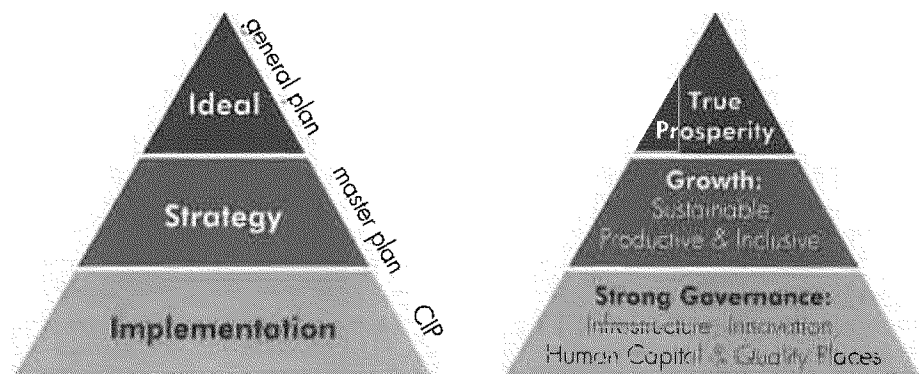 Ideal
general plan
Strategy
master plan
Implementation
CIP
True
Prosperity
Growth:
Sustainable
Productive & Inclusive
Strong Governance:
Infrastructure, Innovation
Human Capital & Quality Places